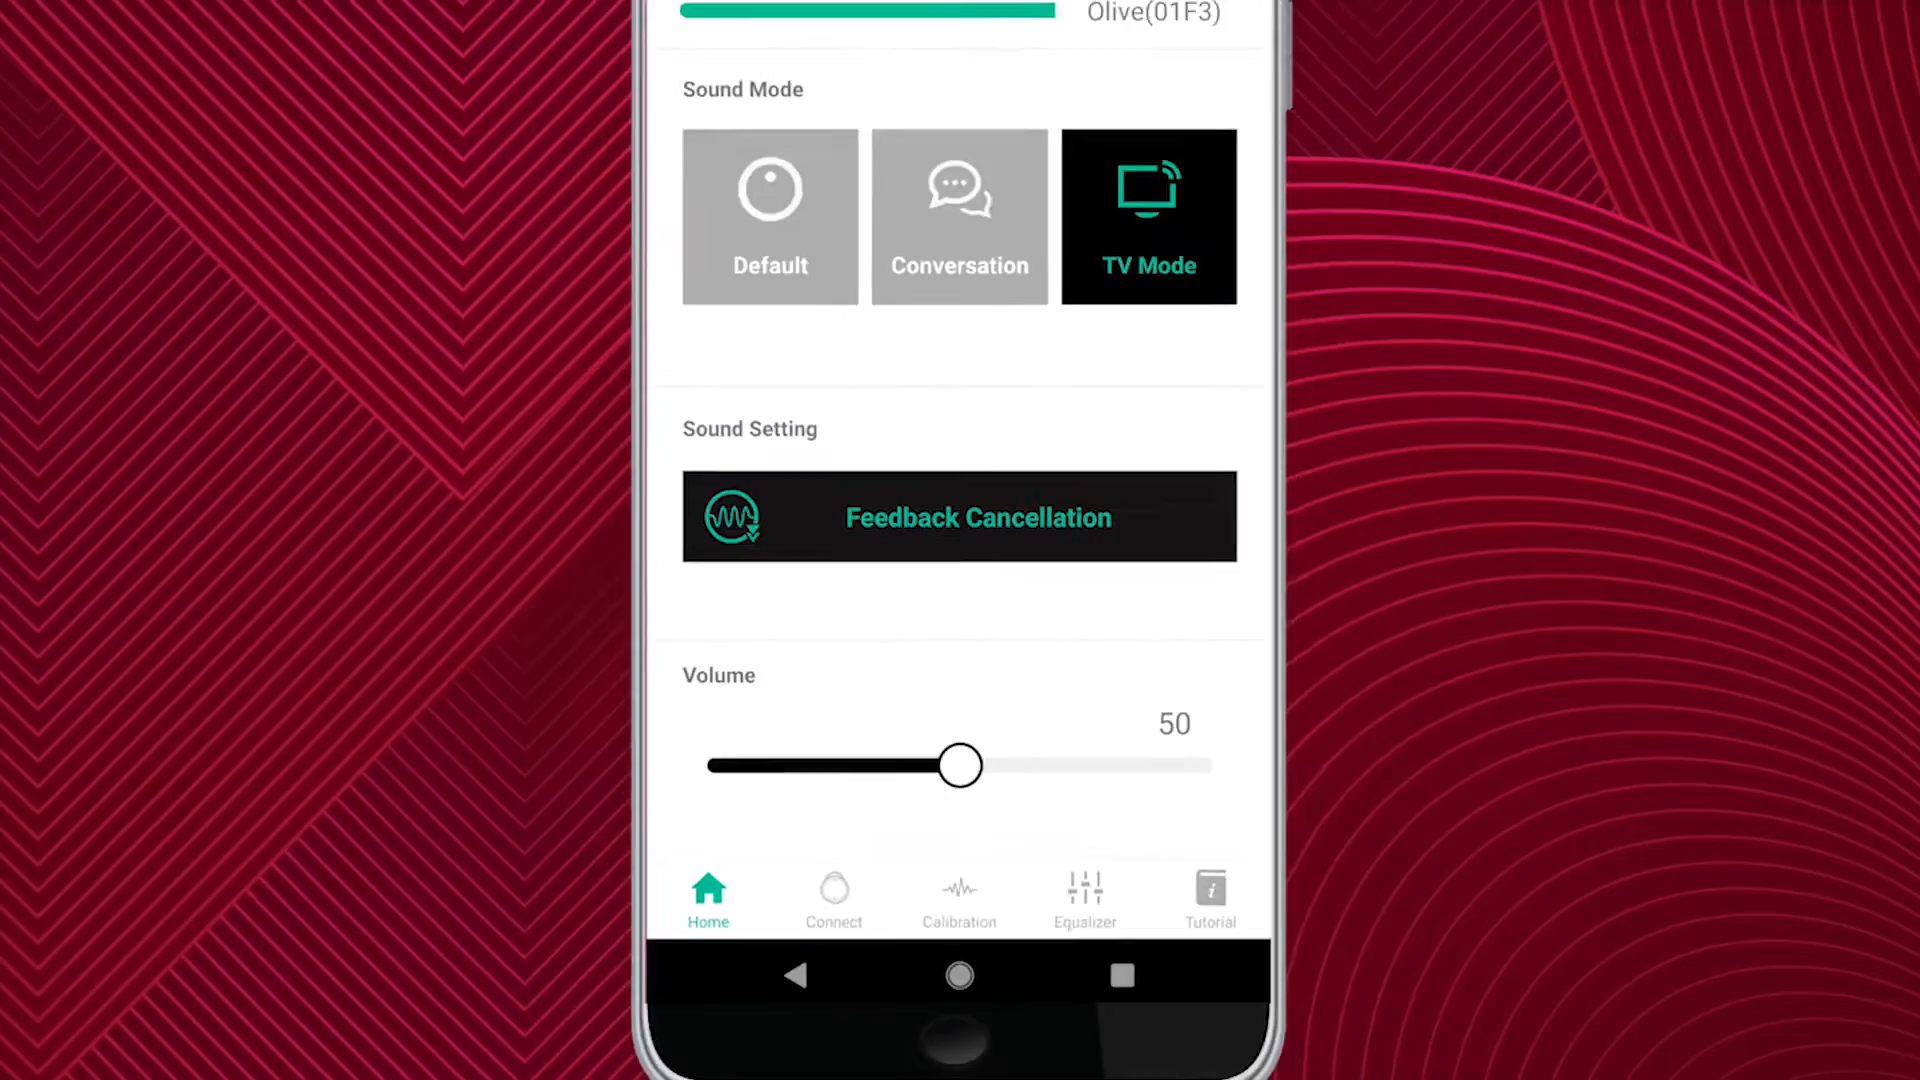 Olive(01F3)
Sound Mode
Default
Conversation
TV Mode
Sound Setting
Feedback Cancellation
Volume
50
Home
Connect
Calibration
Equalizer
Tutorial